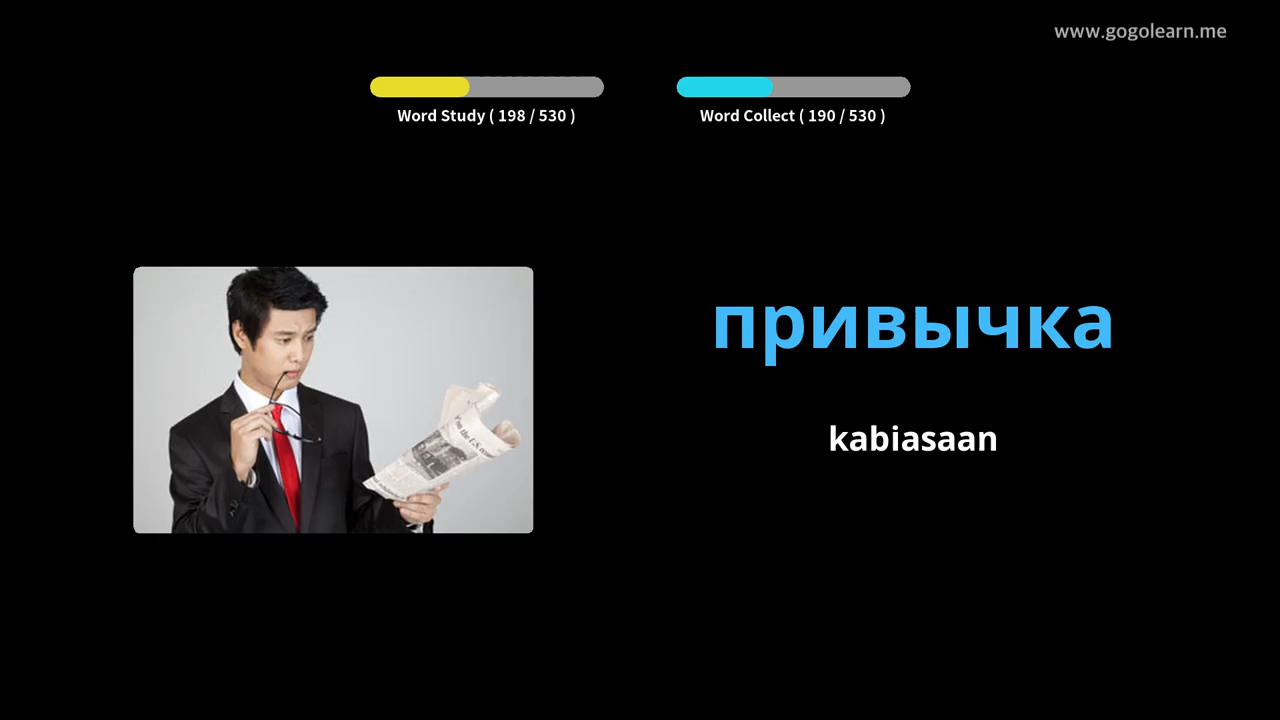 www.gogolearn.me
Word Study ( 198 / 530 )
Word Collect ( 190 / 530 )
привычка
kabiasaan